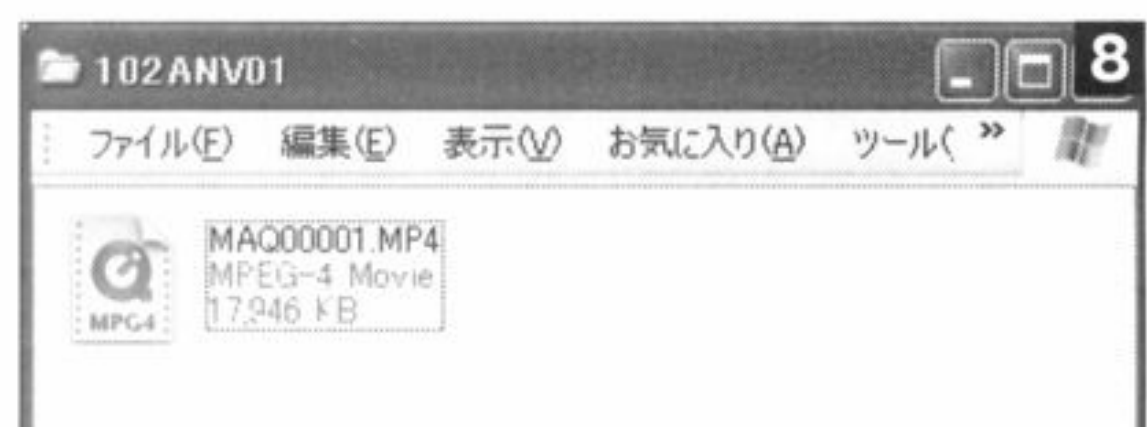 102ANV01
8
ファイル(F) 編集(E) 表示(V) お気に入り(A) ツール( »
MAQ00001.MP4
MPEG-4 Movie
17,946 KB
MPG4